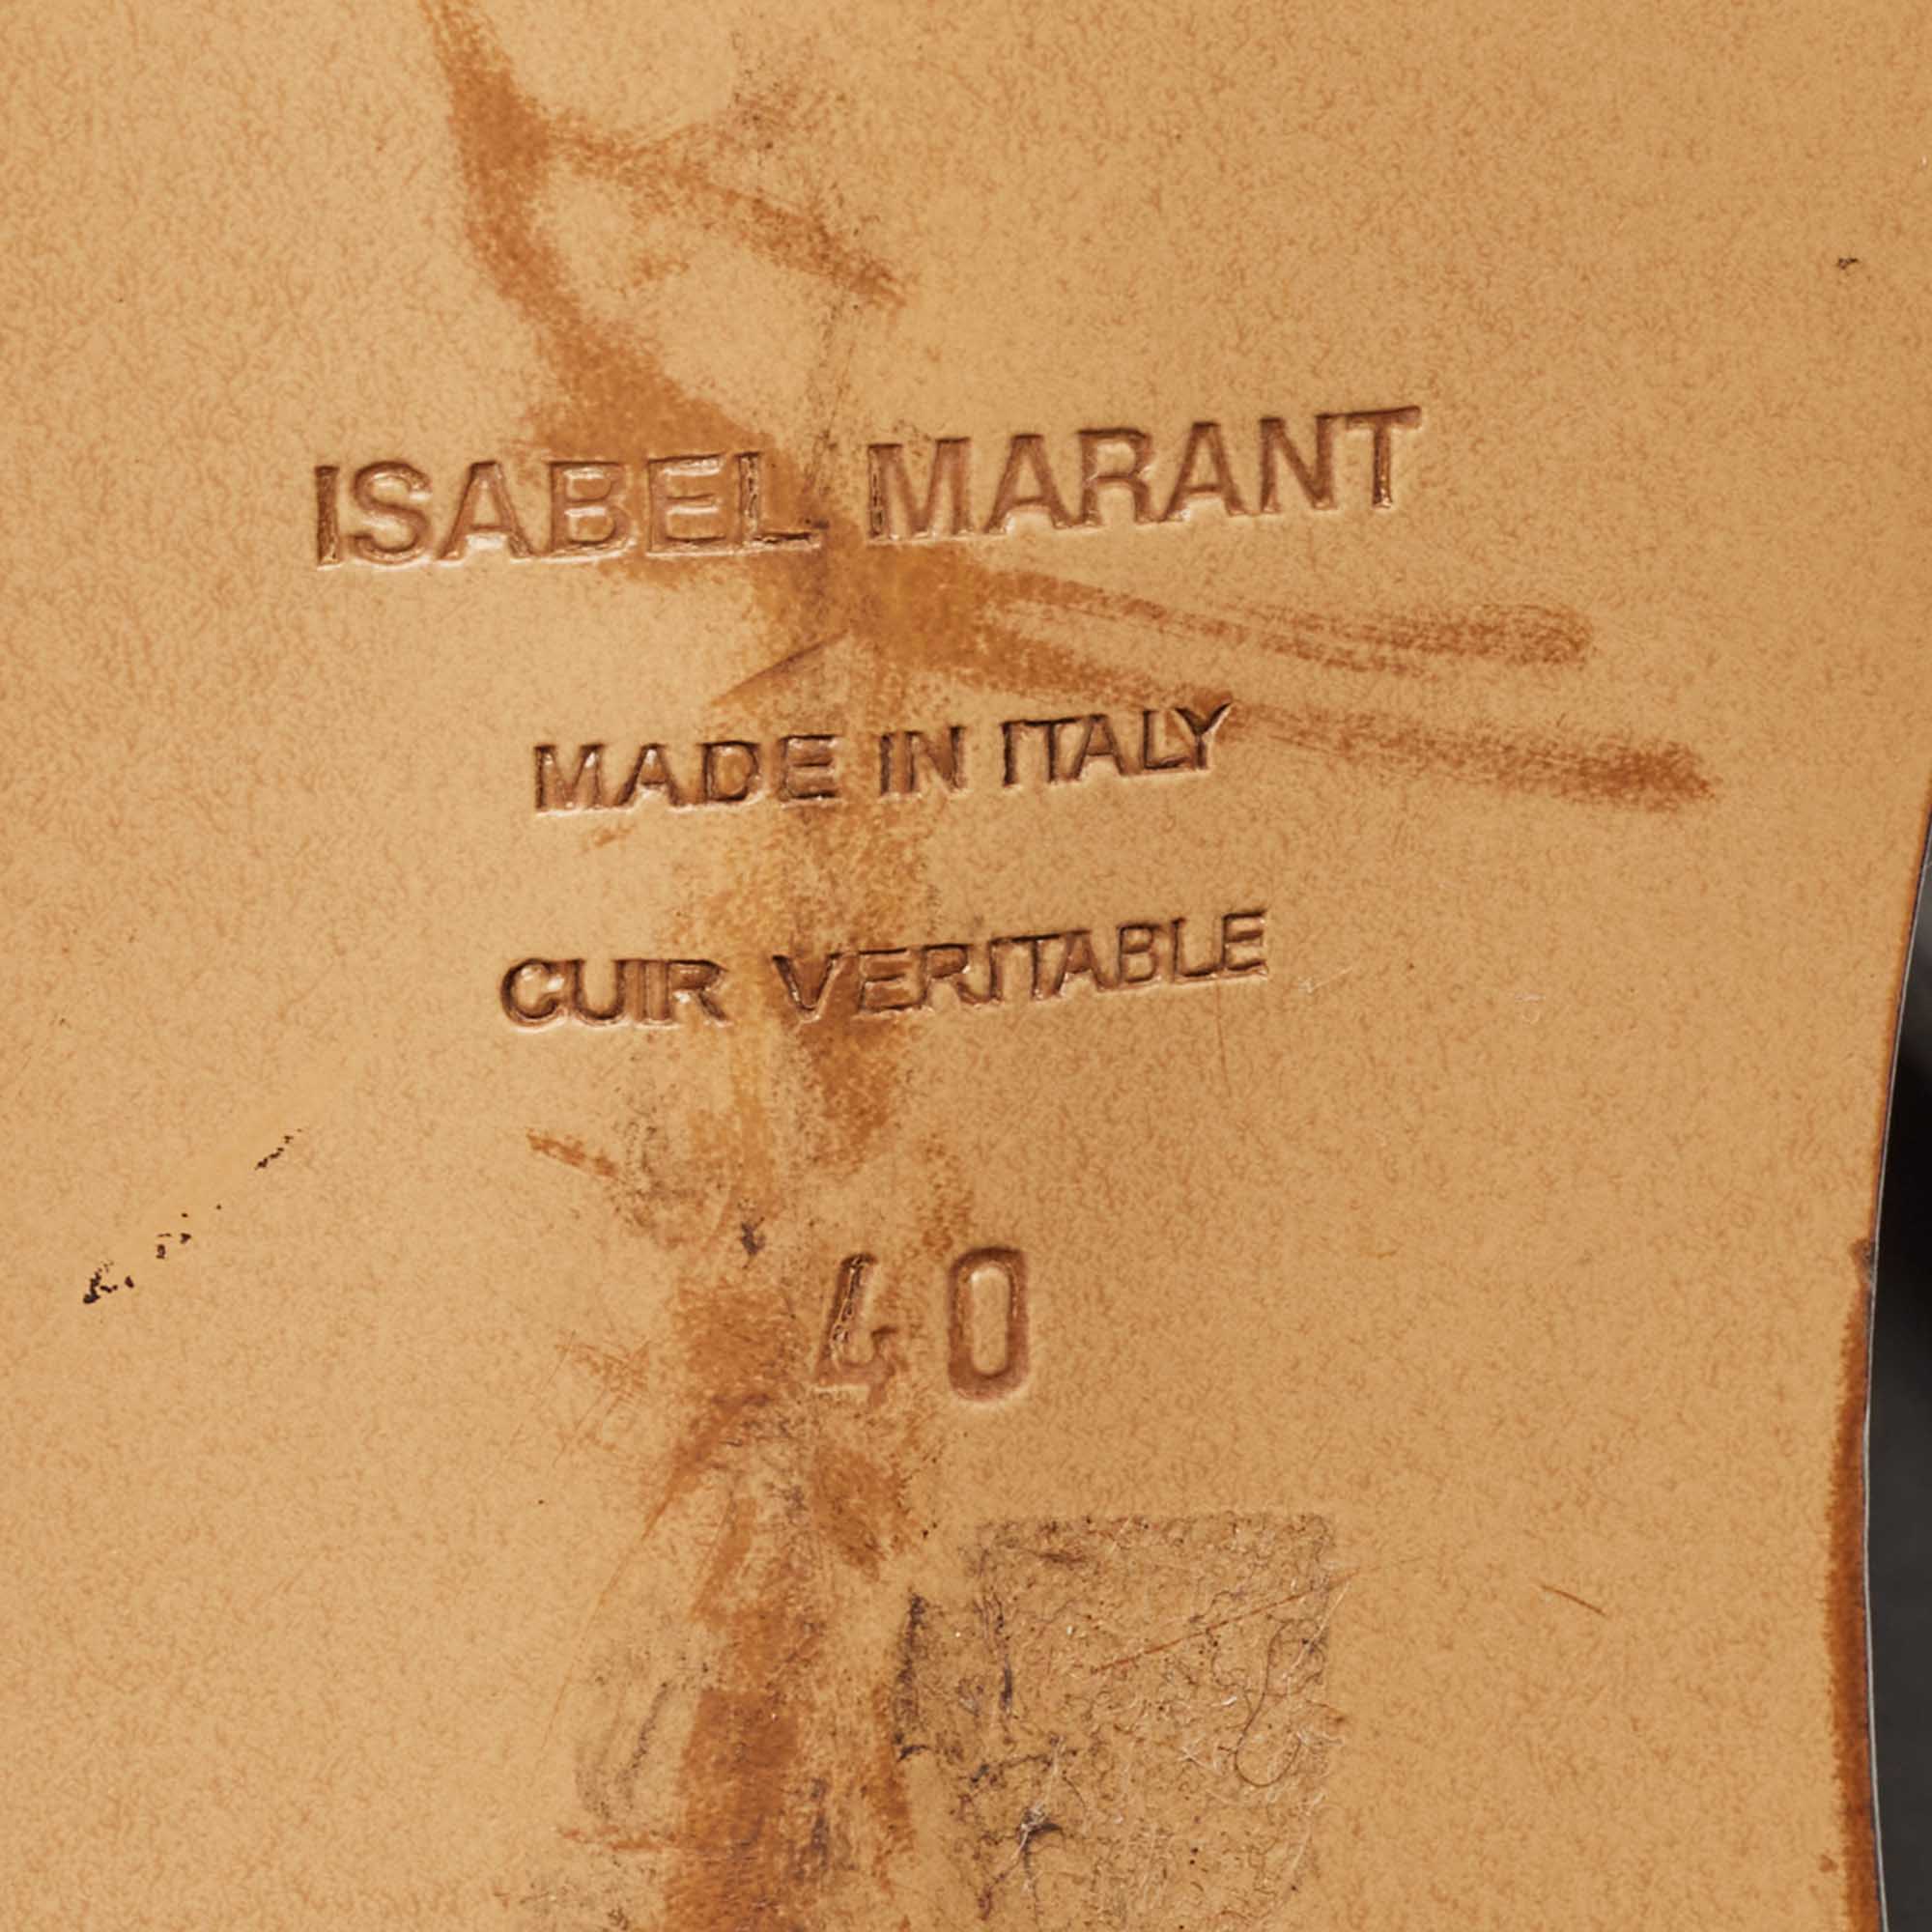 ISABEL MARANT
MADE IN ITALY
CUIR VERITABLE
40